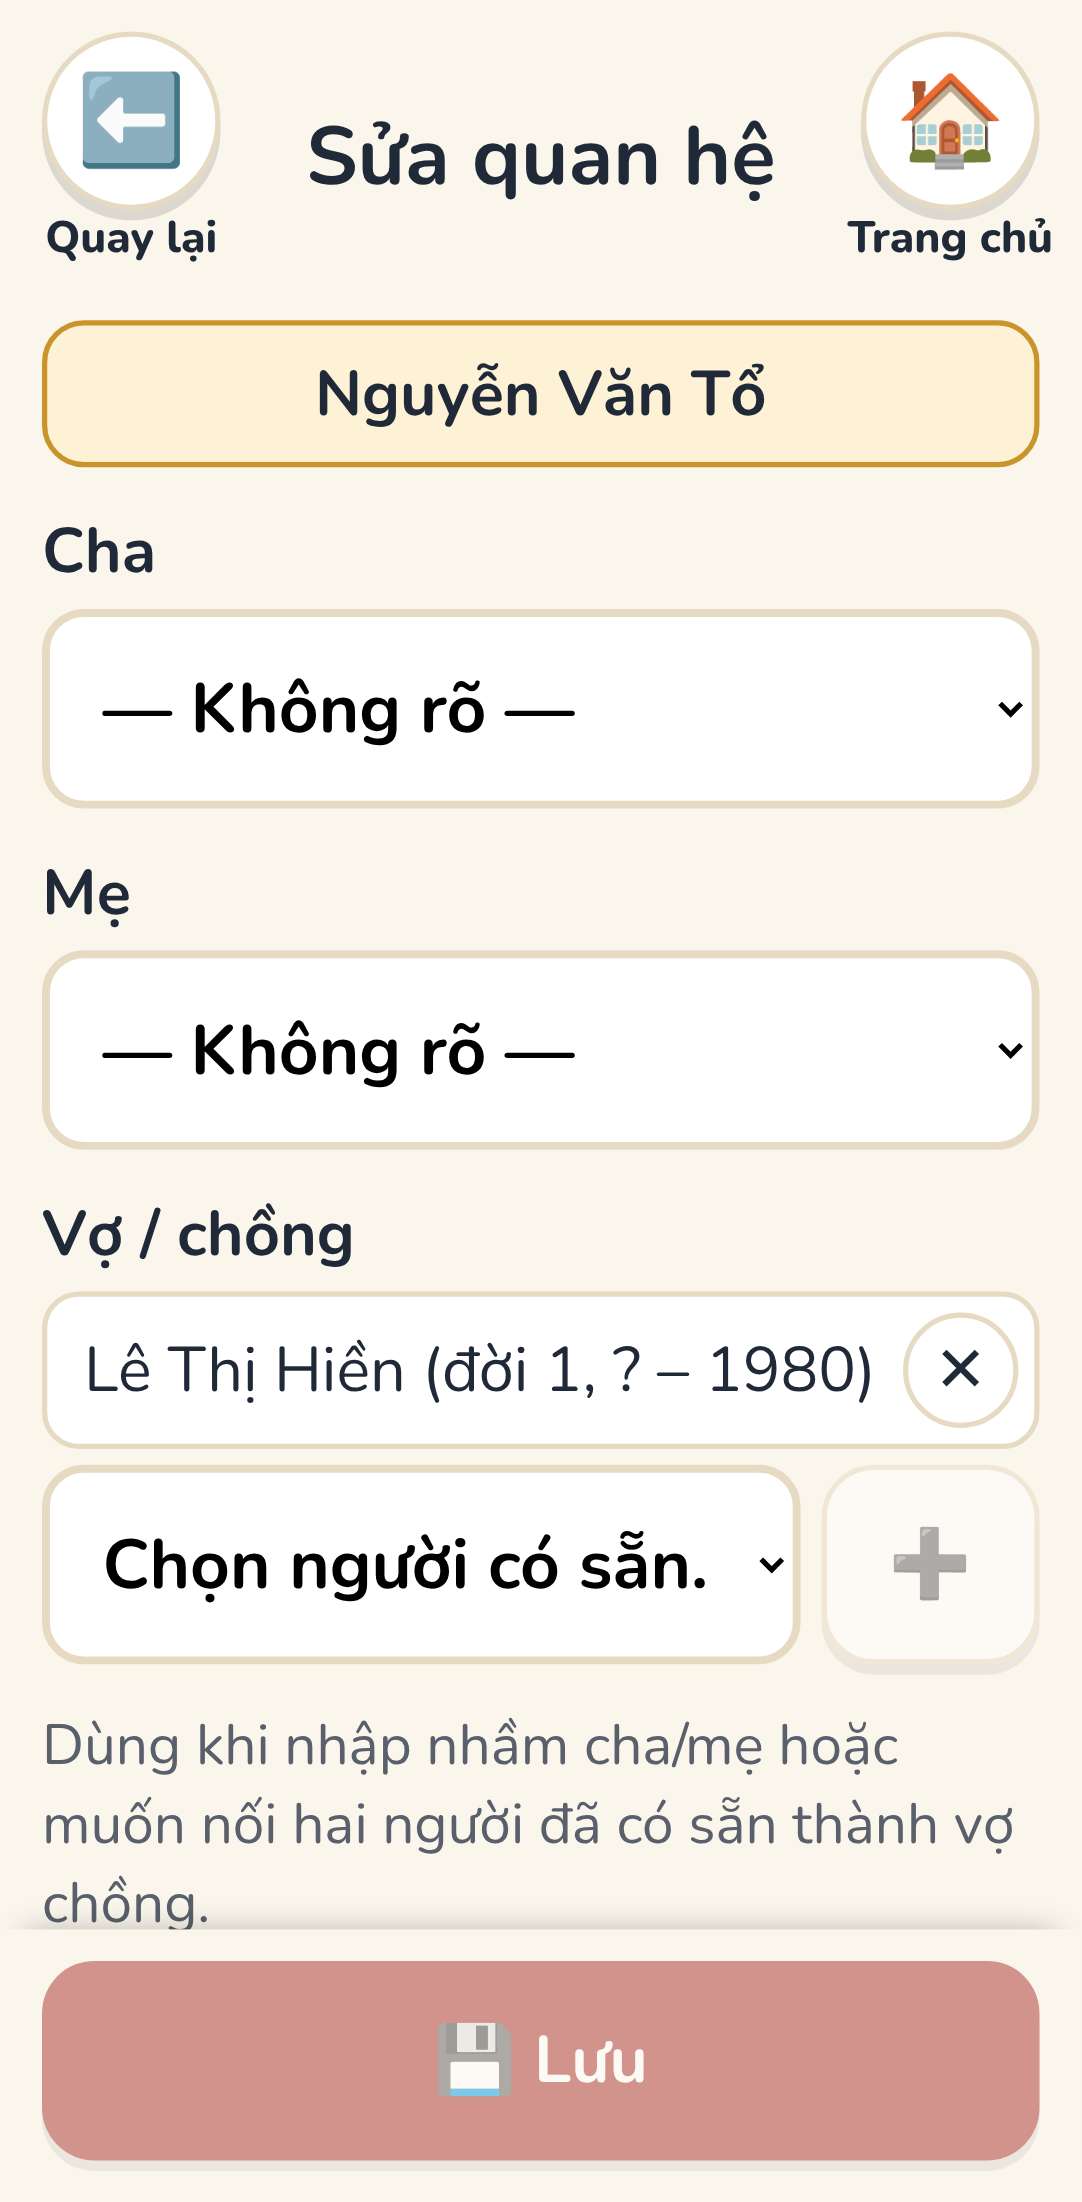 Sửa quan hệ
Quay lại
Trang chủ
Nguyễn Văn Tổ
Cha
— Không rõ —
Mẹ
— Không rõ —
Vợ / chồng
Lê Thị Hiền (đời 1, ? – 1980)
Chọn người có sẵn.
Dùng khi nhập nhầm cha/mẹ hoặc
muốn nối hai người đã có sẵn thành vợ
chồng.
Lưu